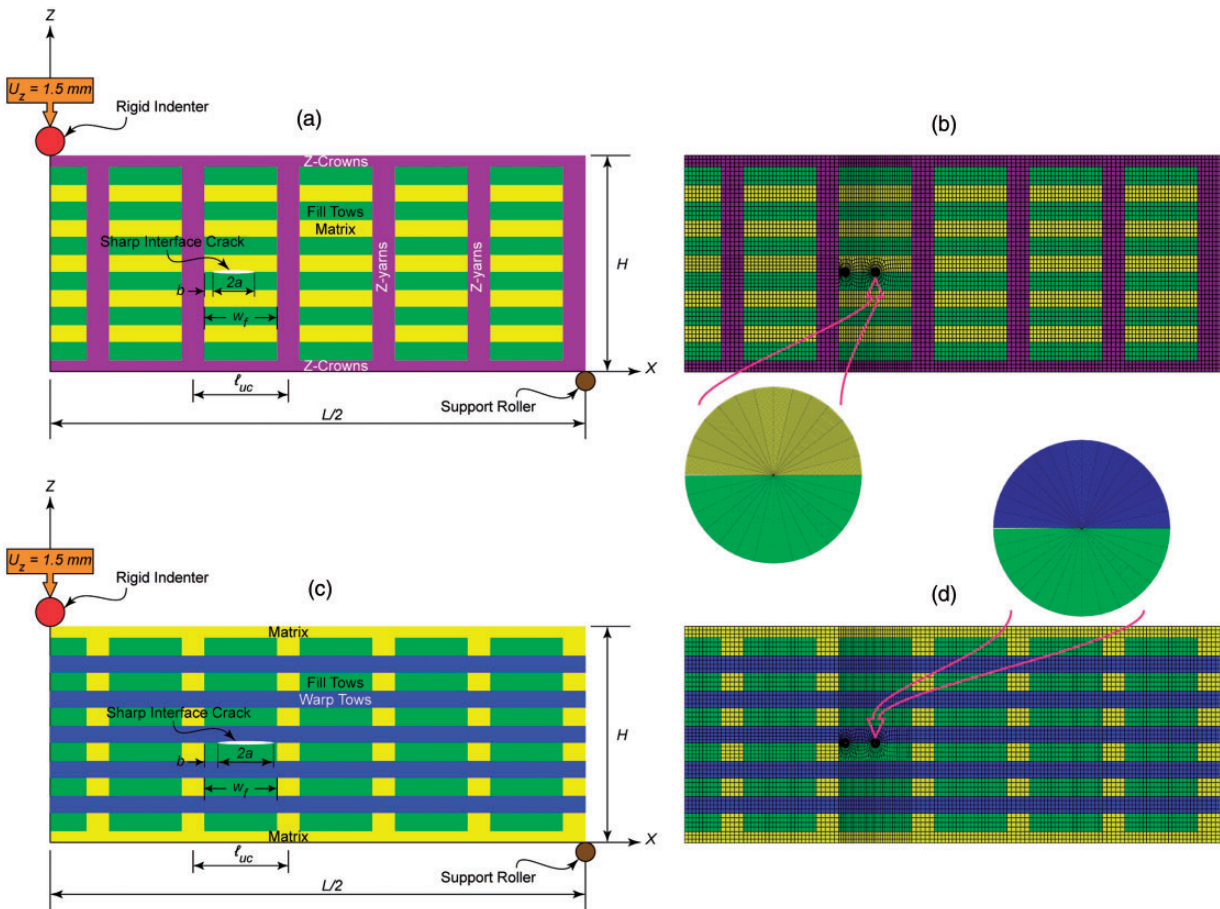 Z
U_z = 1.5 mm
Rigid Indenter
(a)
(b)
Z-Crowns
Fill Tows
Matrix
Sharp Interface Crack
Z-yarns
Z-yarns
H
b
2a
w_f
Z-Crowns
X
ℓ_uc
Support Roller
L/2
Z
U_z = 1.5 mm
Rigid Indenter
(c)
(d)
Matrix
Fill Tows
Warp Tows
Sharp Interface Crack
H
b
2a
w_f
Matrix
X
ℓ_uc
Support Roller
L/2